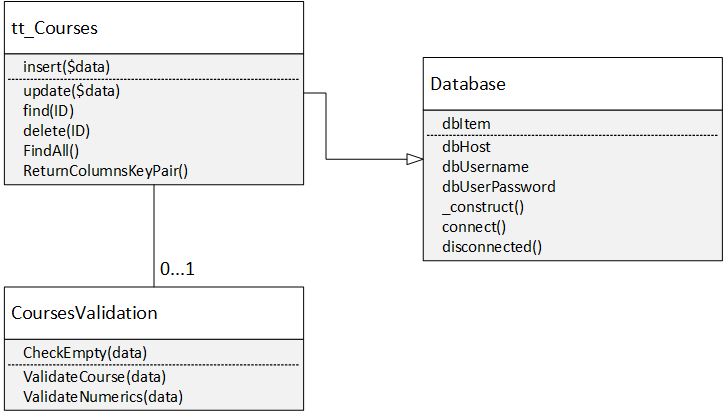 tt_Courses
insert($data)
update($data)
find(ID)
delete(ID)
FindAll()
ReturnColumnsKeyPair()
Database
dbItem
dbHost
dbUsername
dbUserPassword
_construct()
connect()
disconnected()
0...1
CoursesValidation
CheckEmpty(data)
ValidateCourse(data)
ValidateNumerics(data)